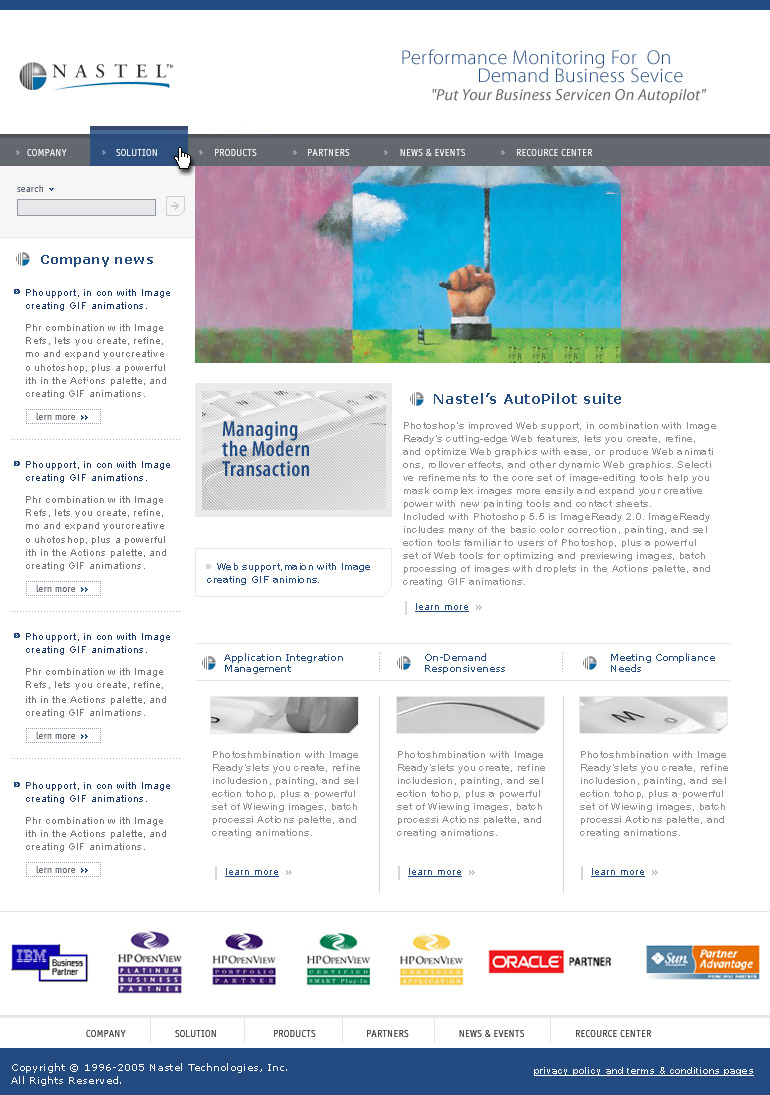 NASTEL™
Performance Monitoring For On
Demand Business Sevice
"Put Your Business Servicen On Autopilot"
COMPANY
SOLUTION
PRODUCTS
PARTNERS
NEWS & EVENTS
RECOURCE CENTER
search
Company news
Phoupport, in con with Image
creating GIF animations.
Phr combination w ith Image
Refs, lets you create, refine,
mo and expand yourcreative
o uhotoshop, plus a powerful
ith in the Actions palette, and
creating GIF animations.
lern more
Phoupport, in con with Image
creating GIF animations.
Phr combination w ith Image
Refs, lets you create, refine,
mo and expand yourcreative
o uhotoshop, plus a powerful
ith in the Actions palette, and
creating GIF animations.
lern more
Phoupport, in con with Image
creating GIF animations.
Phr combination w ith Image
Refs, lets you create, refine,
ith in the Actions palette, and
creating GIF animations.
lern more
Phoupport, in con with Image
creating GIF animations.
Phr combination w ith Image
ith in the Actions palette, and
creating GIF animations.
lern more
Managing
the Modern
Transaction
Web support,maion with Image
creating GIF animions.
Nastel's AutoPilot suite
Photoshop's improved Web support, in combination with Image
Ready's cutting-edge Web features, lets you create, refine,
and optimize Web graphics with ease, or produce Web animati
ons, rollover effects, and other dynamic Web graphics. Selecti
ve refinements to the core set of image-editing tools help you
mask complex images more easily and expand your creative
power with new painting tools and contact sheets.
Included with Photoshop 5.5 is ImageReady 2.0. ImageReady
includes many of the basic color correction, painting, and sel
ection tools familiar to users of Photoshop, plus a powerful
set of Web tools for optimizing and previewing images, batch
processing of images with droplets in the Actions palette, and
creating GIF animations.
learn more
Application Integration
Management
On-Demand
Responsiveness
Meeting Compliance
Needs
M
Photoshmbination with Image
Ready'slets you create, refine
includesion, painting, and sel
ection tohop, plus a powerful
set of Wiewing images, batch
processi Actions palette, and
creating animations.
learn more
Photoshmbination with Image
Ready'slets you create, refine
includesion, painting, and sel
ection tohop, plus a powerful
set of Wiewing images, batch
processi Actions palette, and
creating animations.
learn more
Photoshmbination with Image
Ready'slets you create, refine
includesion, painting, and sel
ection tohop, plus a powerful
set of Wiewing images, batch
processi Actions palette, and
creating animations.
learn more
IBM
Business
Partner
HP OPENVIEW
PLATINUM
BUSINESS
PARTNER
HP OPENVIEW
PORTFOLIO
PARTNER
HP OPENVIEW
CERTIFIED
SMART Plug-In
HP OPENVIEW
CERTIFIED
APPLICATION
ORACLE PARTNER
Sun
Partner
Advantage
PRINCIPAL PARTNER
COMPANY
SOLUTION
PRODUCTS
PARTNERS
NEWS & EVENTS
RECOURCE CENTER
Copyright © 1996-2005 Nastel Technologies, Inc.
All Rights Reserved.
privacy policy and terms & conditions pages